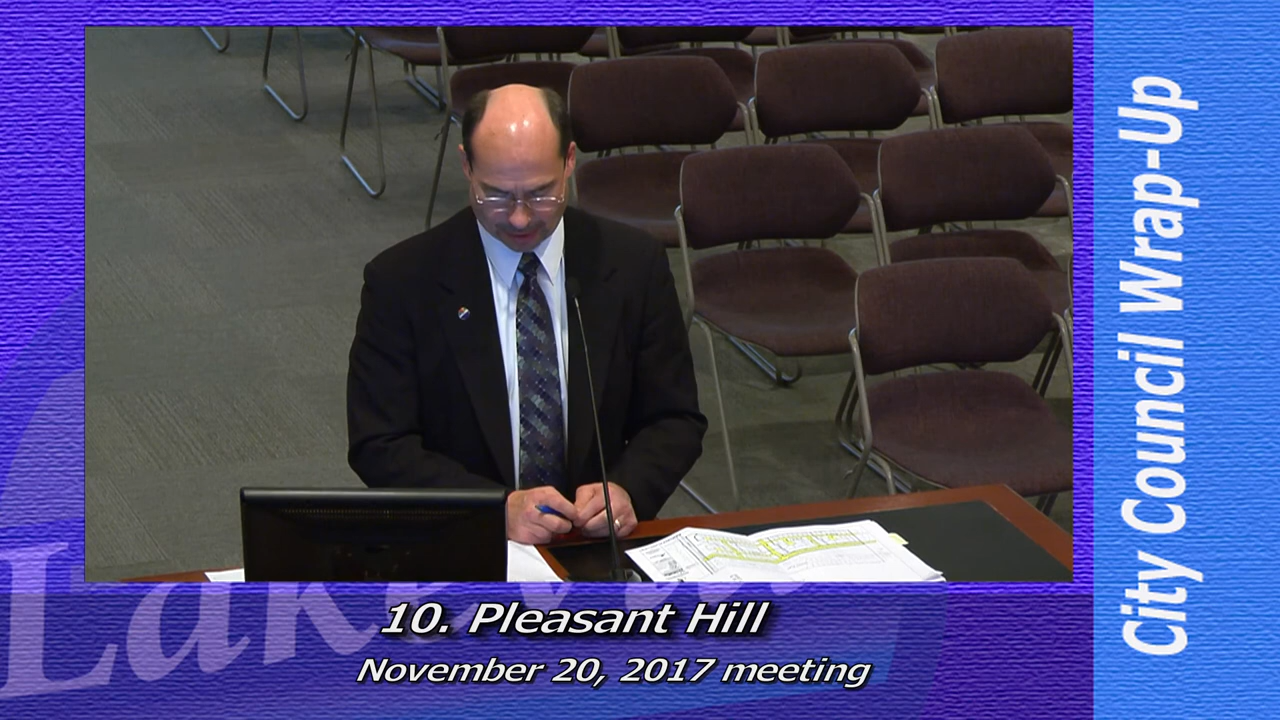 City Council Wrap-Up
10. Pleasant Hill
November 20, 2017 meeting